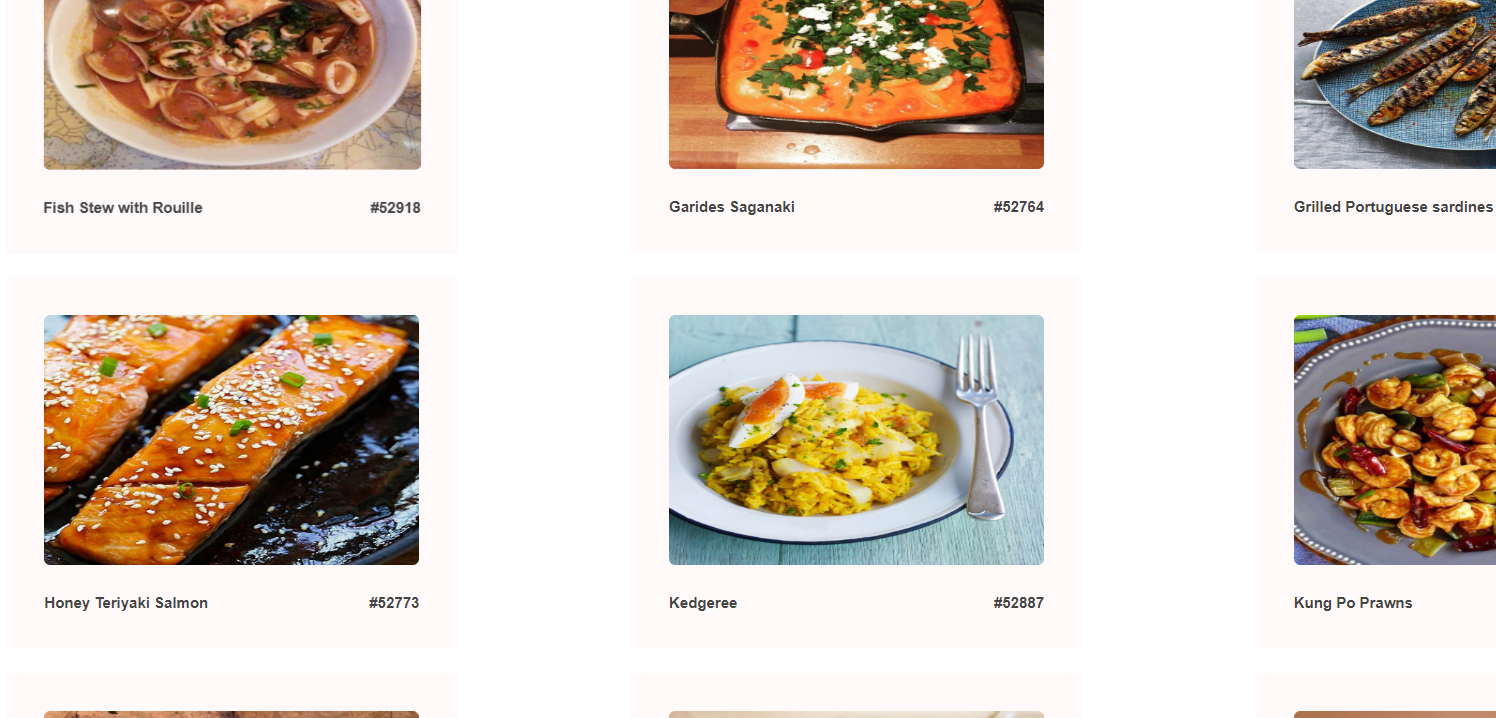 Fish Stew with Rouille #52918
Garides Saganaki #52764
Grilled Portuguese sardines
Honey Teriyaki Salmon #52773
Kedgeree #52887
Kung Po Prawns